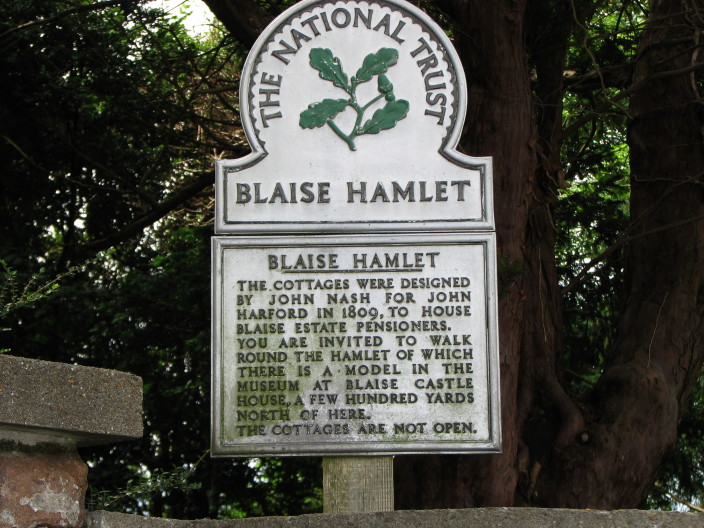 THE NATIONAL TRUST
BLAISE HAMLET
BLAISE HAMLET
THE COTTAGES WERE DESIGNED
BY JOHN NASH FOR JOHN
HARFORD IN 1809, TO HOUSE
BLAISE ESTATE PENSIONERS.
YOU ARE INVITED TO WALK
ROUND THE HAMLET OF WHICH
THERE IS A MODEL IN THE
MUSEUM AT BLAISE CASTLE
HOUSE, A FEW HUNDRED YARDS
NORTH OF HERE.
THE COTTAGES ARE NOT OPEN.